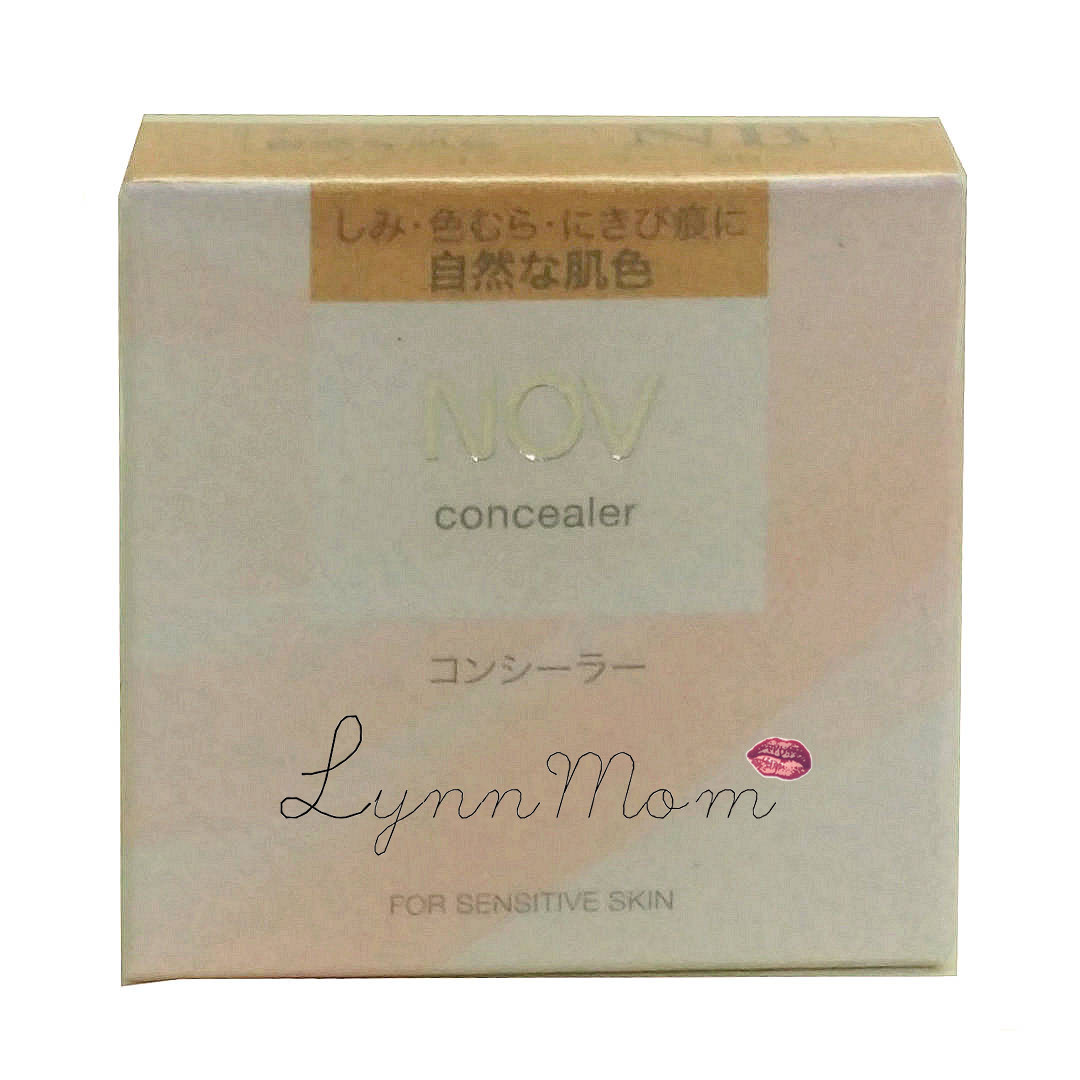 しみ・色むら・にきび痕に
自然な肌色
NOV
concealer
コンシーラー
LynnMom
FOR SENSITIVE SKIN